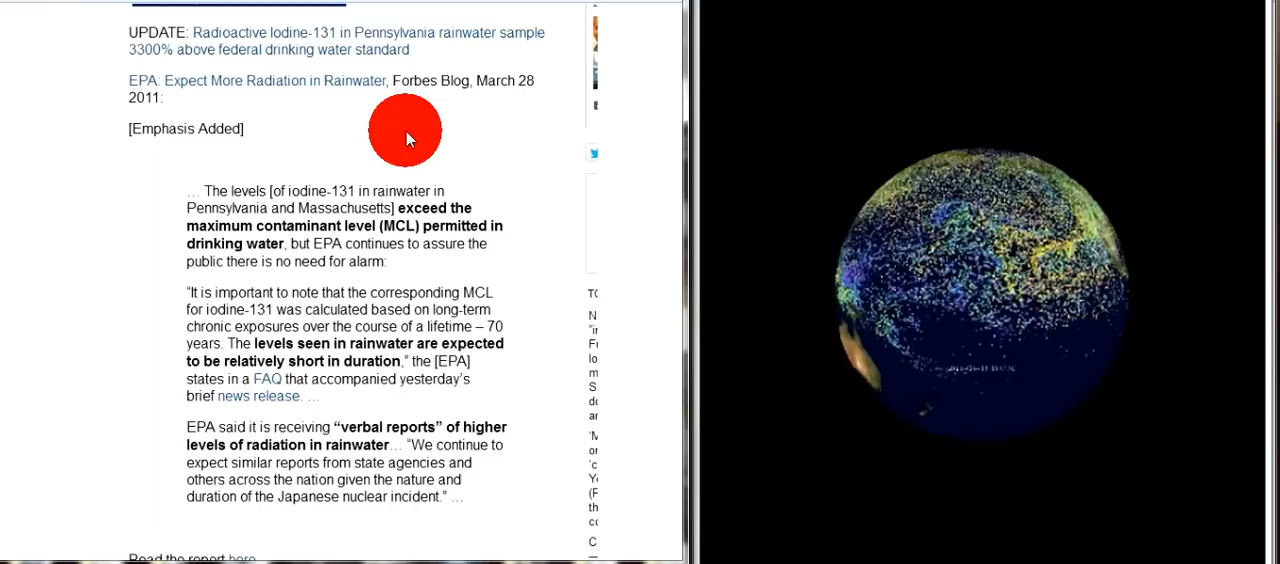 UPDATE: Radioactive Iodine-131 in Pennsylvania rainwater sample
3300% above federal drinking water standard
EPA: Expect More Radiation in Rainwater, Forbes Blog, March 28
2011:
[Emphasis Added]
… The levels [of iodine-131 in rainwater in
Pennsylvania and Massachusetts] exceed the
maximum contaminant level (MCL) permitted in
drinking water, but EPA continues to assure the
public there is no need for alarm:
“It is important to note that the corresponding MCL
for iodine-131 was calculated based on long-term
chronic exposures over the course of a lifetime – 70
years. The levels seen in rainwater are expected
to be relatively short in duration,” the [EPA]
states in a FAQ that accompanied yesterday’s
brief news release. …
EPA said it is receiving “verbal reports” of higher
levels of radiation in rainwater… “We continue to
expect similar reports from state agencies and
others across the nation given the nature and
duration of the Japanese nuclear incident.” …
Read the report here